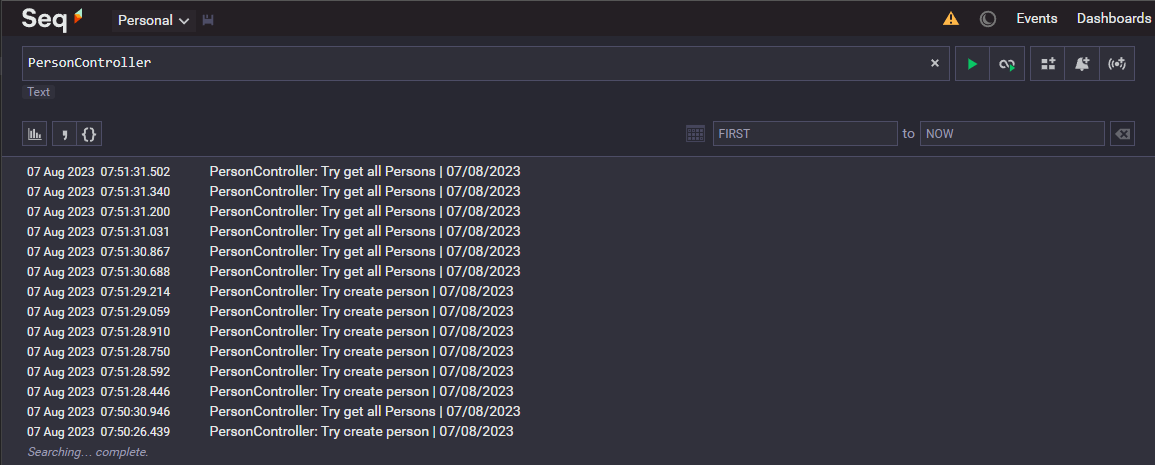 Seq Personal Events Dashboards
PersonController
Text
FIRST to NOW
07 Aug 2023 07:51:31.502 PersonController: Try get all Persons | 07/08/2023
07 Aug 2023 07:51:31.340 PersonController: Try get all Persons | 07/08/2023
07 Aug 2023 07:51:31.200 PersonController: Try get all Persons | 07/08/2023
07 Aug 2023 07:51:31.031 PersonController: Try get all Persons | 07/08/2023
07 Aug 2023 07:51:30.867 PersonController: Try get all Persons | 07/08/2023
07 Aug 2023 07:51:30.688 PersonController: Try get all Persons | 07/08/2023
07 Aug 2023 07:51:29.214 PersonController: Try create person | 07/08/2023
07 Aug 2023 07:51:29.059 PersonController: Try create person | 07/08/2023
07 Aug 2023 07:51:28.910 PersonController: Try create person | 07/08/2023
07 Aug 2023 07:51:28.750 PersonController: Try create person | 07/08/2023
07 Aug 2023 07:51:28.592 PersonController: Try create person | 07/08/2023
07 Aug 2023 07:51:28.446 PersonController: Try create person | 07/08/2023
07 Aug 2023 07:50:30.946 PersonController: Try get all Persons | 07/08/2023
07 Aug 2023 07:50:26.439 PersonController: Try create person | 07/08/2023
Searching... complete.